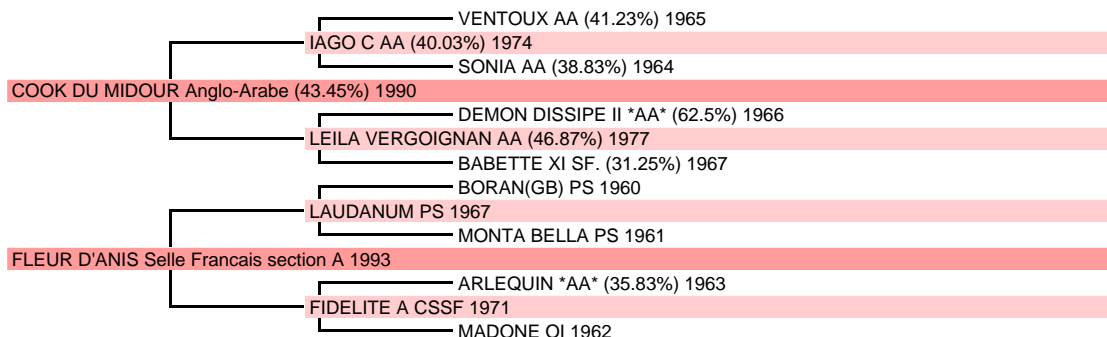 VENTOUX AA (41.23%) 1965
IAGO C AA (40.03%) 1974
SONIA AA (38.83%) 1964
COOK DU MIDOUR Anglo-Arabe (43.45%) 1990
DEMON DISSIPE II *AA* (62.5%) 1966
LEILA VERGOIGNAN AA (46.87%) 1977
BABETTE XI SF. (31.25%) 1967
BORAN(GB) PS 1960
LAUDANUM PS 1967
MONTA BELLA PS 1961
FLEUR D'ANIS Selle Francais section A 1993
ARLEQUIN *AA* (35.83%) 1963
FIDELITE A CSSF 1971
MADONE OI 1962